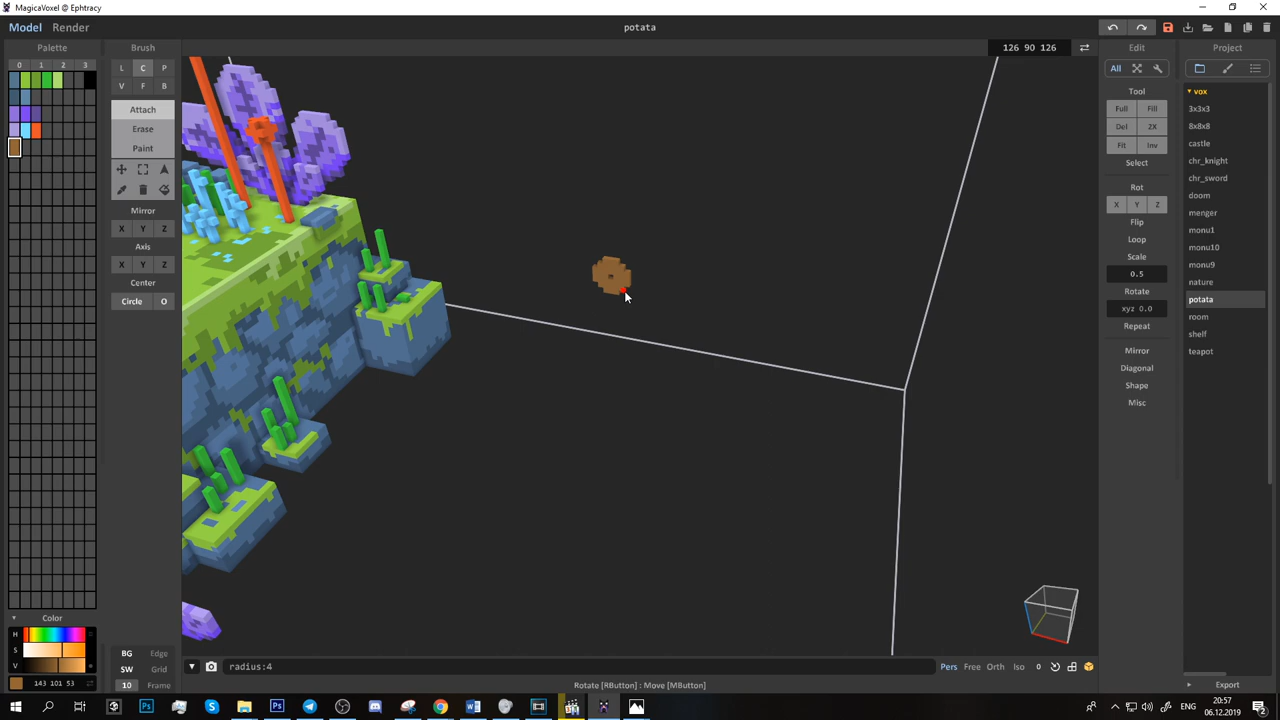 MagicaVoxel @ Ephtracy
Model Render
potata
Palette
0 1 2 3
Color
H
S
V
143 101 53
Brush
L C P
V F B
Attach
Erase
Paint
Mirror
X Y Z
Axis
X Y Z
Center
Circle O
BG Edge
SW Grid
10 Frame
126 90 126
radius:4
Pers Free Orth Iso 0
Rotate [RButton] : Move [MButton]
Edit
All
Tool
Full Fill
Del 2X
Fit Inv
Select
Rot
X Y Z
Flip
Loop
Scale
0.5
Rotate
xyz 0.0
Repeat
Mirror
Diagonal
Shape
Misc
Project
vox
3x3x3
8x8x8
castle
chr_knight
chr_sword
doom
menger
monu1
monu10
monu9
nature
potata
room
shelf
teapot
Export
Ps
Ps
W
ENG
20:57
06.12.2019
2